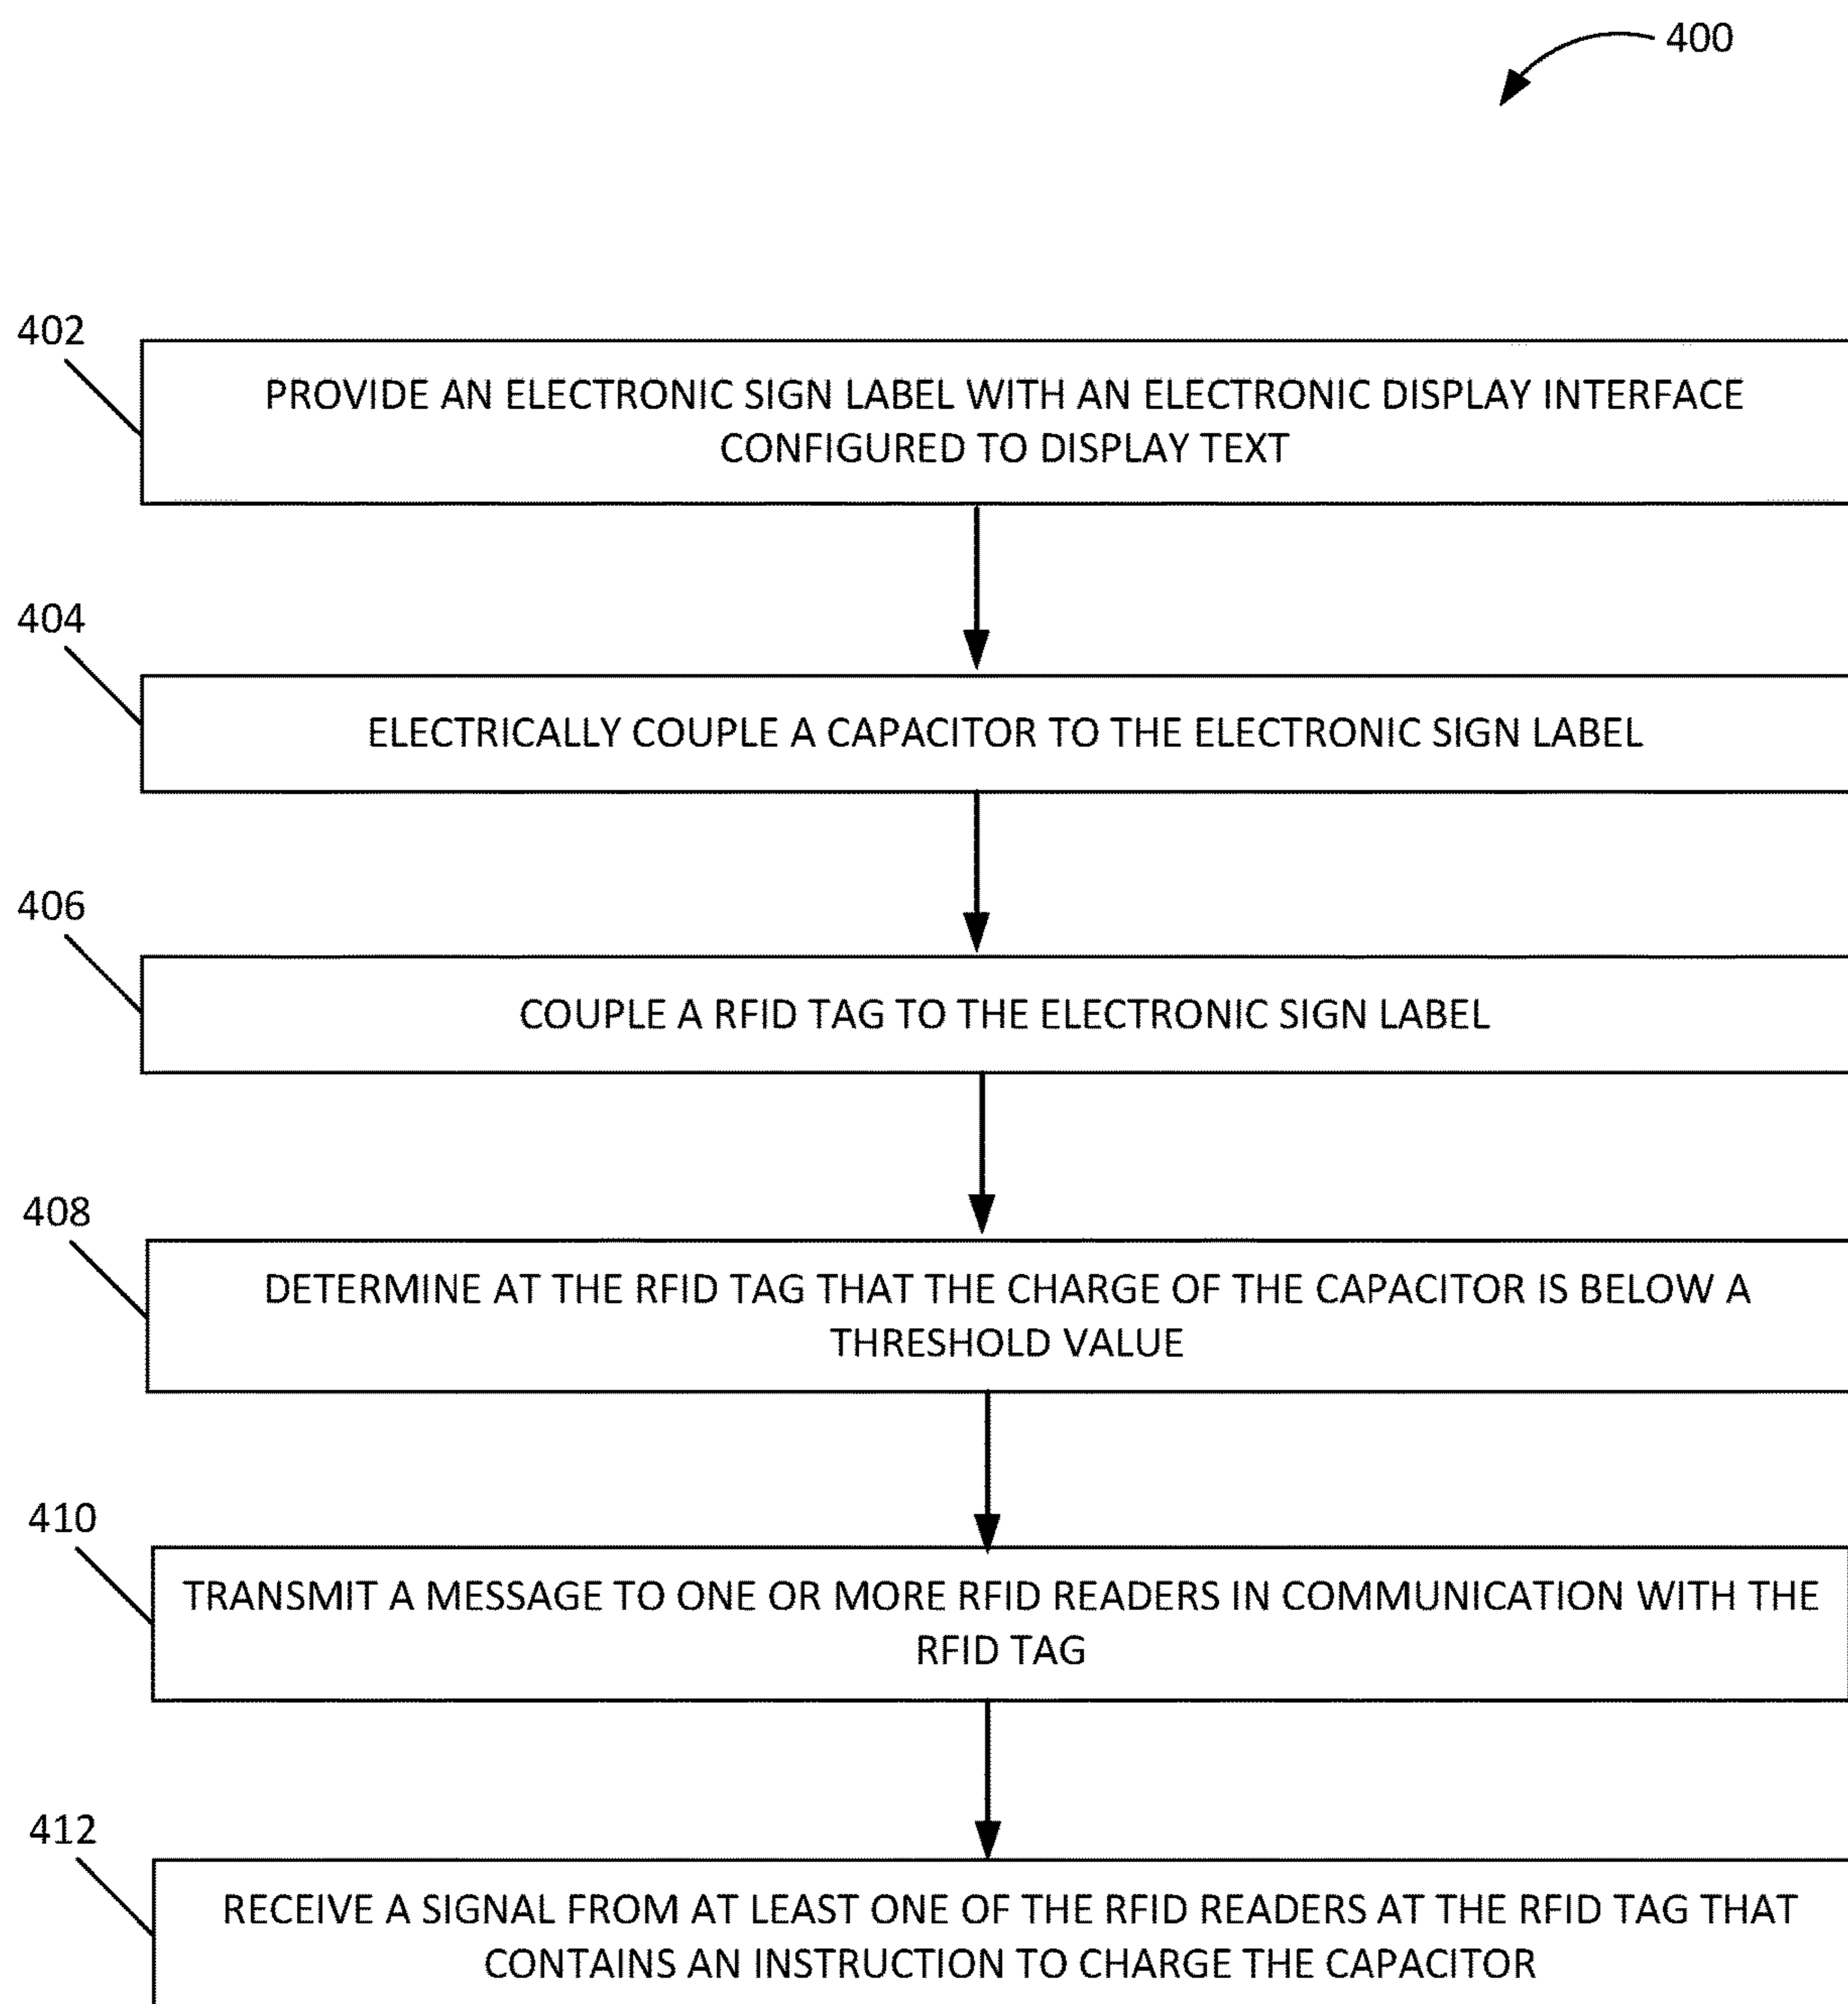 400
402
PROVIDE AN ELECTRONIC SIGN LABEL WITH AN ELECTRONIC DISPLAY INTERFACE
CONFIGURED TO DISPLAY TEXT
404
ELECTRICALLY COUPLE A CAPACITOR TO THE ELECTRONIC SIGN LABEL
406
COUPLE A RFID TAG TO THE ELECTRONIC SIGN LABEL
408
DETERMINE AT THE RFID TAG THAT THE CHARGE OF THE CAPACITOR IS BELOW A
THRESHOLD VALUE
410
TRANSMIT A MESSAGE TO ONE OR MORE RFID READERS IN COMMUNICATION WITH THE
RFID TAG
412
RECEIVE A SIGNAL FROM AT LEAST ONE OF THE RFID READERS AT THE RFID TAG THAT
CONTAINS AN INSTRUCTION TO CHARGE THE CAPACITOR